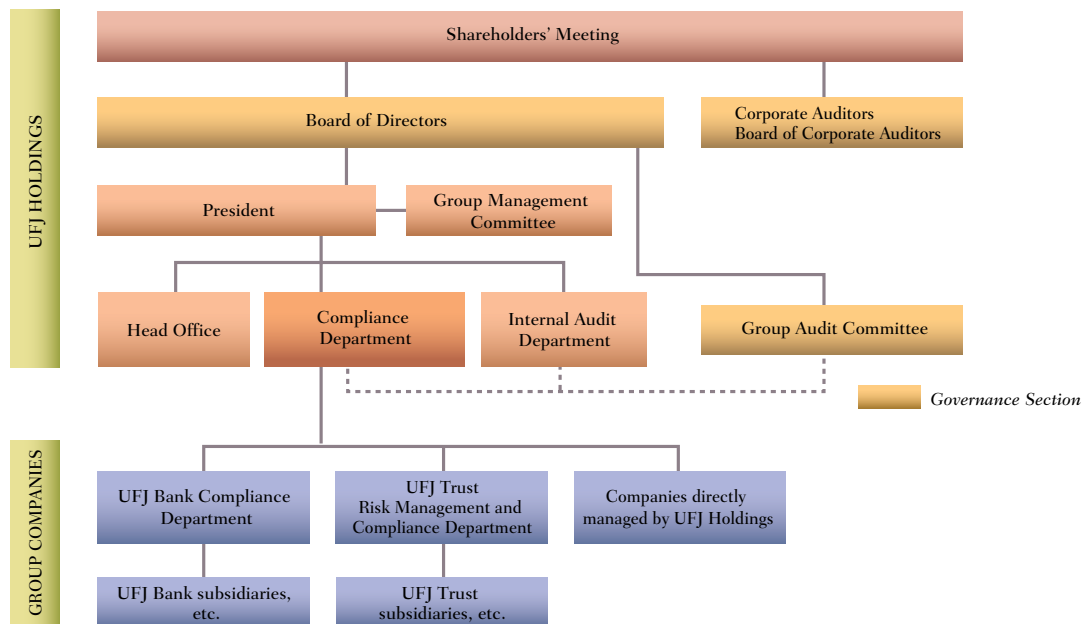 UFJ HOLDINGS
Shareholders' Meeting
Board of Directors
Corporate Auditors
Board of Corporate Auditors
President
Group Management
Committee
Head Office
Compliance
Department
Internal Audit
Department
Group Audit Committee
Governance Section
GROUP COMPANIES
UFJ Bank Compliance
Department
UFJ Trust
Risk Management and
Compliance Department
Companies directly
managed by UFJ Holdings
UFJ Bank subsidiaries,
etc.
UFJ Trust
subsidiaries, etc.